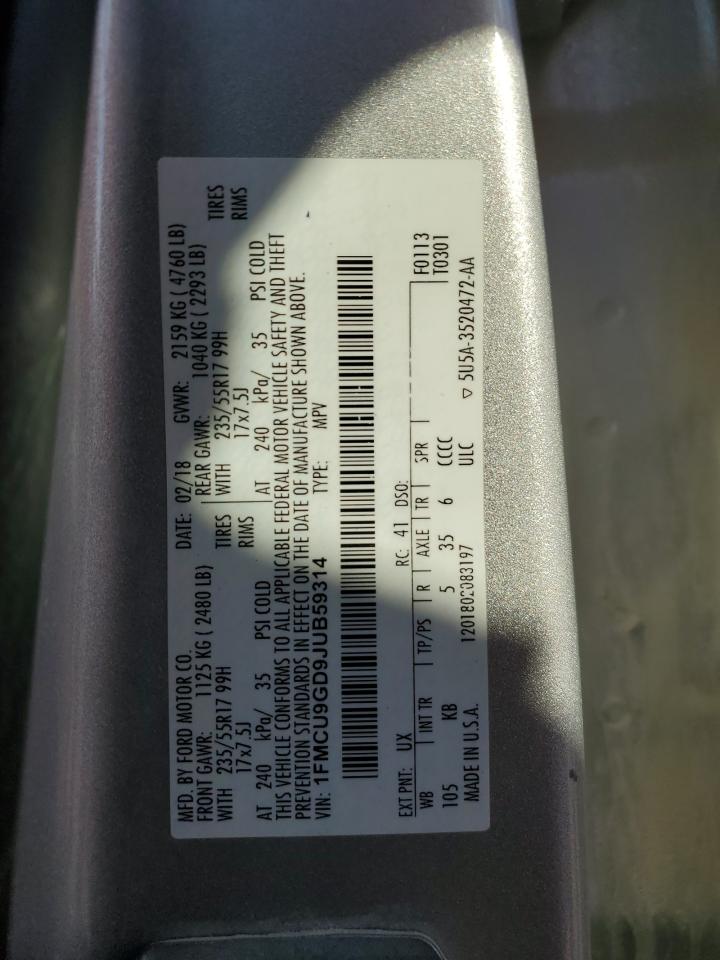 MFD. BY FORD MOTOR CO.
DATE: 02/18 GVWR: 2159 KG ( 4760 LB)
FRONT GAWR: 1125 KG ( 2480 LB) REAR GAWR: 1040 KG ( 2293 LB)
WITH 235/55R17 99H TIRES WITH 235/55R17 99H TIRES
17x7.5J RIMS 17x7.5J RIMS
AT 240 kPa/ 35 PSI COLD AT 240 kPa/ 35 PSI COLD
THIS VEHICLE CONFORMS TO ALL APPLICABLE FEDERAL MOTOR VEHICLE SAFETY AND THEFT
PREVENTION STANDARDS IN EFFECT ON THE DATE OF MANUFACTURE SHOWN ABOVE.
VIN: 1FMCU9GD9JUB59314 TYPE: MPV
EXT PNT: UX RC: 41 DSO: F0113
WB INT TR TP/PS R AXLE TR SPR T0301
105 KB 5 35 6 CCCC
MADE IN U.S.A. 1201802083197 ULC ▽ 5U5A-3520472-AA